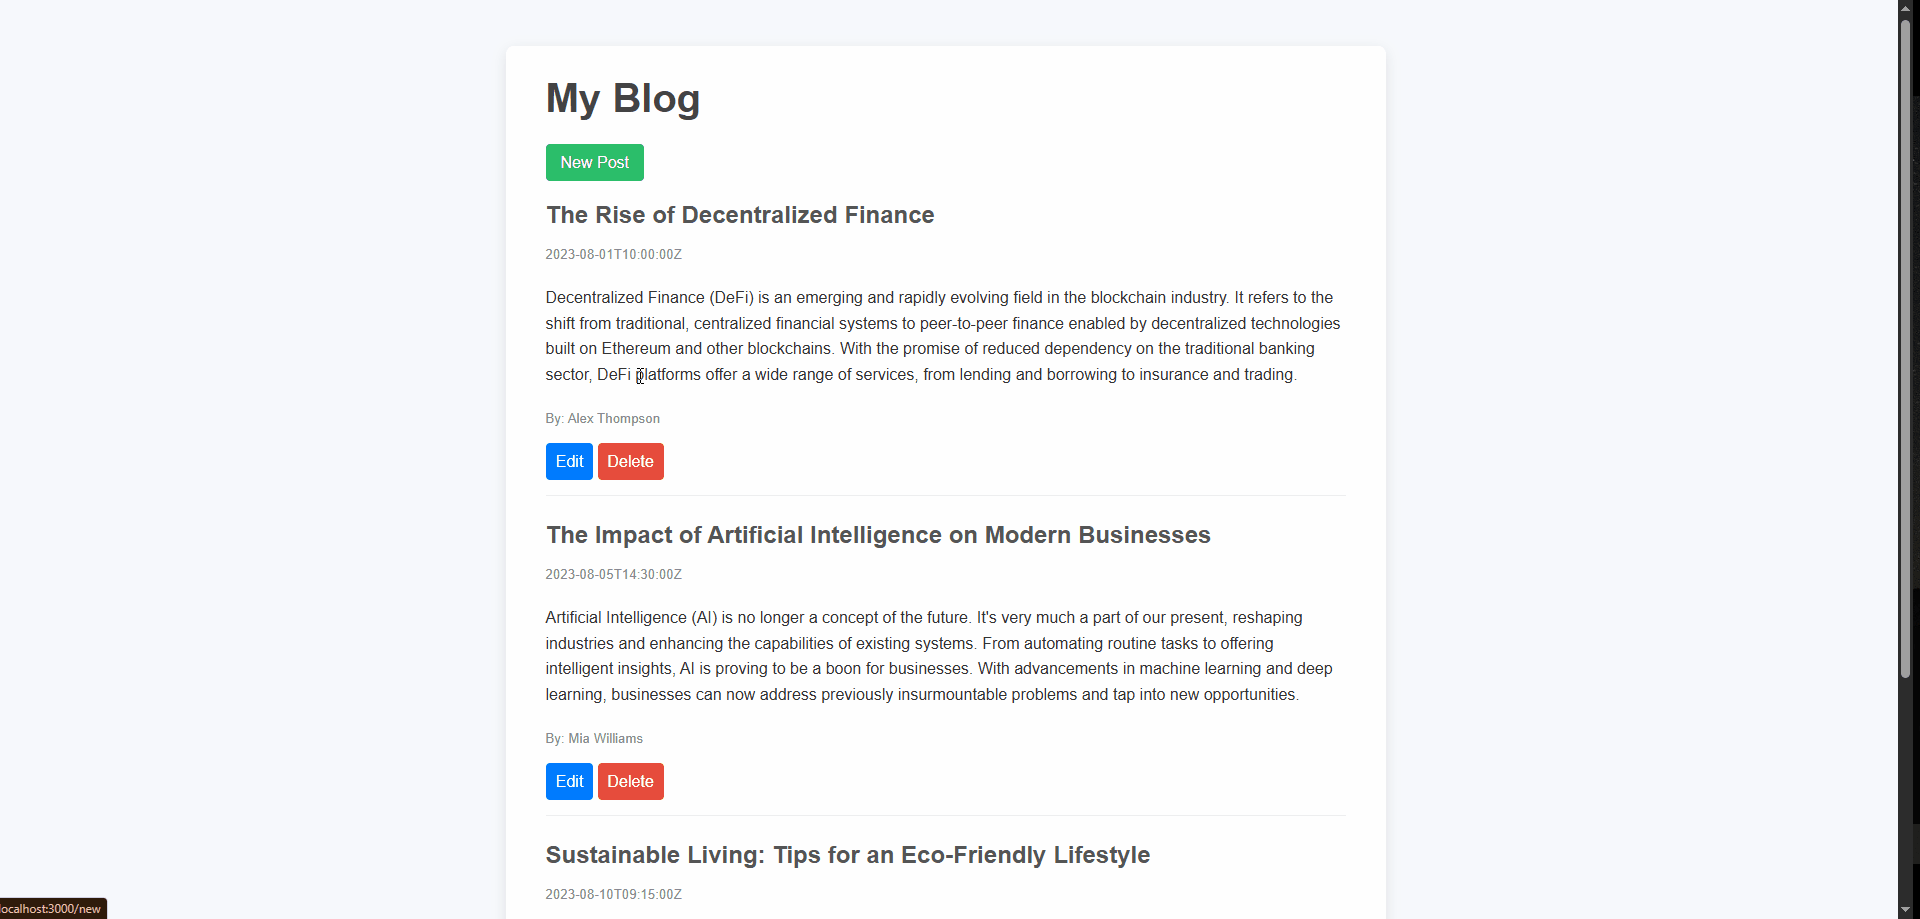 My Blog
New Post
The Rise of Decentralized Finance
2023-08-01T10:00:00Z
Decentralized Finance (DeFi) is an emerging and rapidly evolving field in the blockchain industry. It refers to the
shift from traditional, centralized financial systems to peer-to-peer finance enabled by decentralized technologies
built on Ethereum and other blockchains. With the promise of reduced dependency on the traditional banking
sector, DeFi platforms offer a wide range of services, from lending and borrowing to insurance and trading.
By: Alex Thompson
Edit Delete
The Impact of Artificial Intelligence on Modern Businesses
2023-08-05T14:30:00Z
Artificial Intelligence (AI) is no longer a concept of the future. It's very much a part of our present, reshaping
industries and enhancing the capabilities of existing systems. From automating routine tasks to offering
intelligent insights, AI is proving to be a boon for businesses. With advancements in machine learning and deep
learning, businesses can now address previously insurmountable problems and tap into new opportunities.
By: Mia Williams
Edit Delete
Sustainable Living: Tips for an Eco-Friendly Lifestyle
2023-08-10T09:15:00Z
localhost:3000/new